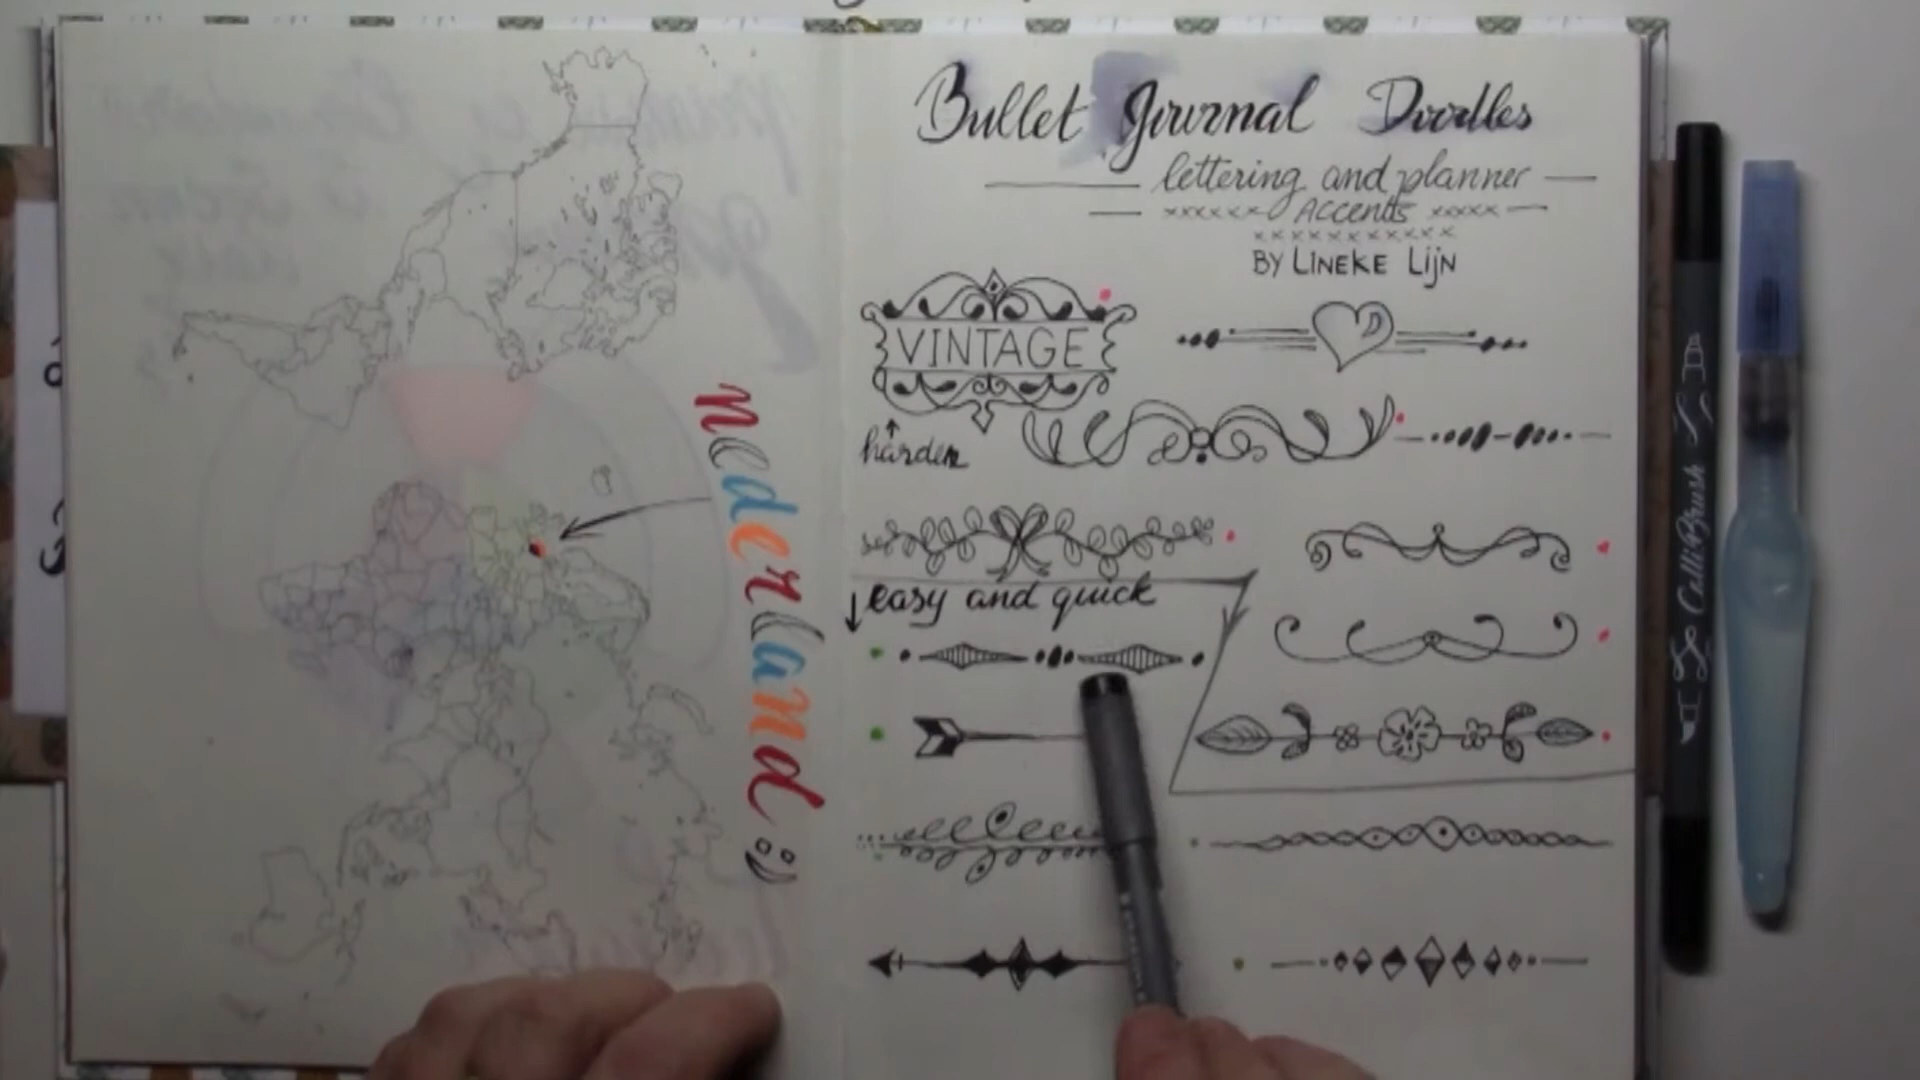 Bullet Journal Doodles
lettering and planner
Accents
BY LINEKE LIJN
VINTAGE
harder
easy and quick
nederland :)
CalliBrush